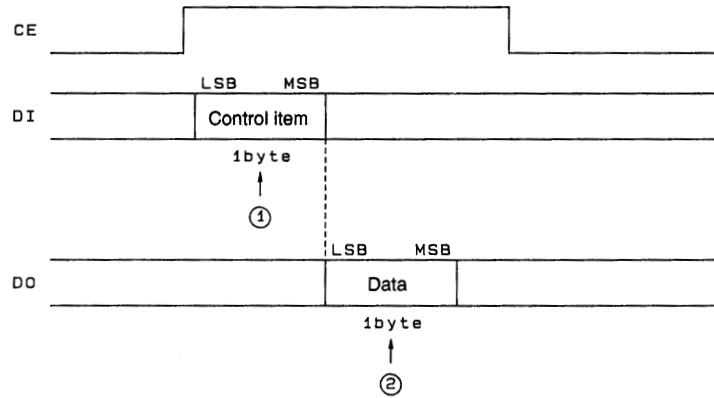 CE
LSB MSB
DI Control item
1byte
①
LSB MSB
DO Data
1byte
②